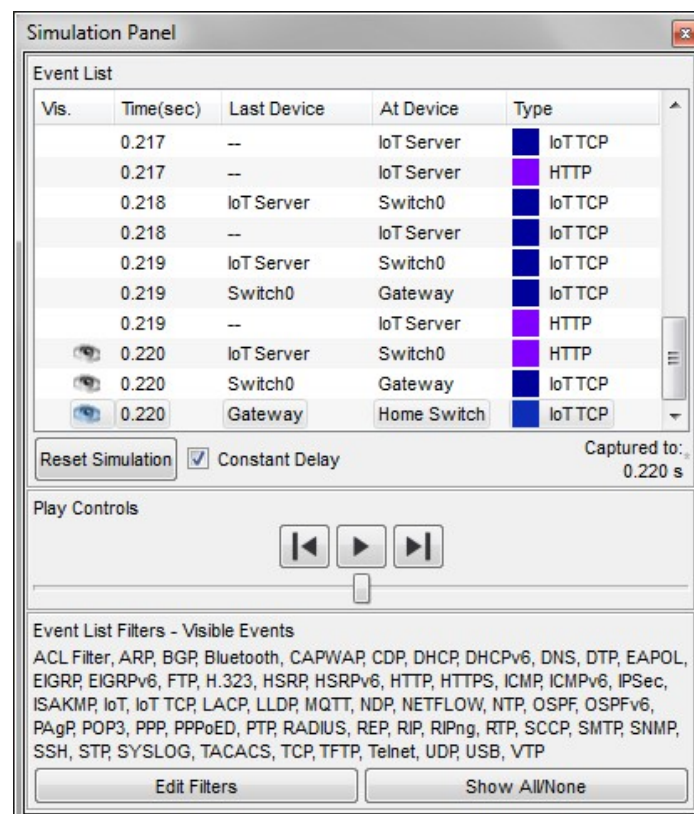 Simulation Panel
Event List
Vis. Time(sec) Last Device At Device Type
0.217 -- IoT Server IoT TCP
0.217 -- IoT Server HTTP
0.218 IoT Server Switch0 IoT TCP
0.218 -- IoT Server IoT TCP
0.219 IoT Server Switch0 IoT TCP
0.219 Switch0 Gateway IoT TCP
0.219 -- IoT Server HTTP
0.220 IoT Server Switch0 HTTP
0.220 Switch0 Gateway IoT TCP
0.220 Gateway Home Switch IoT TCP
Reset Simulation Constant Delay Captured to:*
0.220 s
Play Controls
Event List Filters - Visible Events
ACL Filter, ARP, BGP, Bluetooth, CAPWAP, CDP, DHCP, DHCPv6, DNS, DTP, EAPOL,
EIGRP, EIGRPv6, FTP, H.323, HSRP, HSRPv6, HTTP, HTTPS, ICMP, ICMPv6, IPSec,
ISAKMP, IoT, IoT TCP, LACP, LLDP, MQTT, NDP, NETFLOW, NTP, OSPF, OSPFv6,
PAgP, POP3, PPP, PPPoED, PTP, RADIUS, REP, RIP, RIPng, RTP, SCCP, SMTP, SNMP,
SSH, STP, SYSLOG, TACACS, TCP, TFTP, Telnet, UDP, USB, VTP
Edit Filters Show All/None